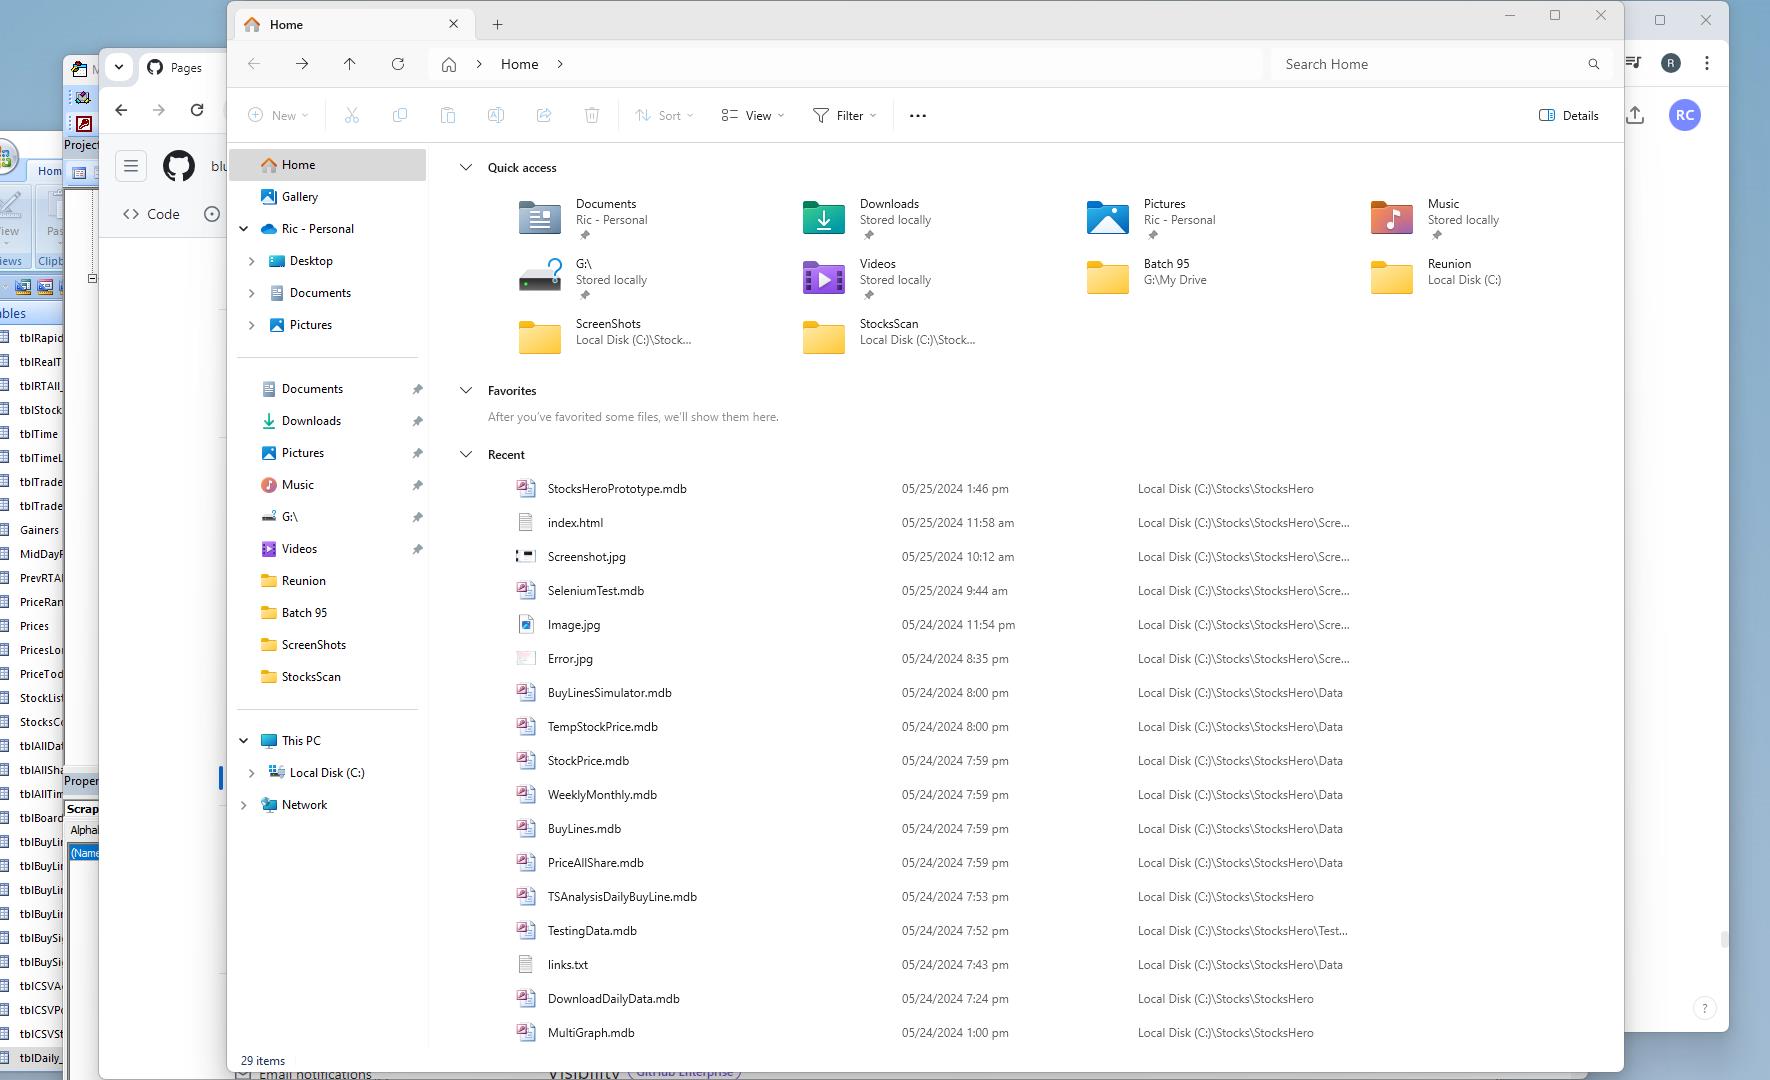 Home
Pages
Home
Search Home
R
New
Sort
View
Filter
Details
RC
Project
Home
Code
Home
Gallery
Ric - Personal
Desktop
Documents
Pictures
Documents
Downloads
Pictures
Music
G:\
Videos
Reunion
Batch 95
ScreenShots
StocksScan
This PC
Local Disk (C:)
Network
Quick access
Documents
Ric - Personal
Downloads
Stored locally
Pictures
Ric - Personal
Music
Stored locally
G:\
Stored locally
Videos
Stored locally
Batch 95
G:\My Drive
Reunion
Local Disk (C:)
ScreenShots
Local Disk (C:)\Stock...
StocksScan
Local Disk (C:)\Stock...
Favorites
After you've favorited some files, we'll show them here.
Recent
StocksHeroPrototype.mdb 05/25/2024 1:46 pm Local Disk (C:)\Stocks\StocksHero
index.html 05/25/2024 11:58 am Local Disk (C:)\Stocks\StocksHero\Scre...
Screenshot.jpg 05/25/2024 10:12 am Local Disk (C:)\Stocks\StocksHero\Scre...
SeleniumTest.mdb 05/25/2024 9:44 am Local Disk (C:)\Stocks\StocksHero\Scre...
Image.jpg 05/24/2024 11:54 pm Local Disk (C:)\Stocks\StocksHero\Scre...
Error.jpg 05/24/2024 8:35 pm Local Disk (C:)\Stocks\StocksHero\Scre...
BuyLinesSimulator.mdb 05/24/2024 8:00 pm Local Disk (C:)\Stocks\StocksHero\Data
TempStockPrice.mdb 05/24/2024 8:00 pm Local Disk (C:)\Stocks\StocksHero\Data
StockPrice.mdb 05/24/2024 7:59 pm Local Disk (C:)\Stocks\StocksHero\Data
WeeklyMonthly.mdb 05/24/2024 7:59 pm Local Disk (C:)\Stocks\StocksHero\Data
BuyLines.mdb 05/24/2024 7:59 pm Local Disk (C:)\Stocks\StocksHero\Data
PriceAllShare.mdb 05/24/2024 7:59 pm Local Disk (C:)\Stocks\StocksHero\Data
TSAnalysisDailyBuyLine.mdb 05/24/2024 7:53 pm Local Disk (C:)\Stocks\StocksHero
TestingData.mdb 05/24/2024 7:52 pm Local Disk (C:)\Stocks\StocksHero\Test...
links.txt 05/24/2024 7:43 pm Local Disk (C:)\Stocks\StocksHero\Data
DownloadDailyData.mdb 05/24/2024 7:24 pm Local Disk (C:)\Stocks\StocksHero
MultiGraph.mdb 05/24/2024 1:00 pm Local Disk (C:)\Stocks\StocksHero
29 items
tblRapid
tblRealT
tblRTAll_
tblStock
tblTime
tblTimeL
tblTrade
tblTrade
Gainers
MidDayP
PrevRTAl
PriceRan
Prices
PricesLo
PriceTod
StockList
StocksCo
tblAllDat
tblAllSha
tblAllTim
tblBoard
tblBuyLi
tblBuyLi
tblBuyLi
tblBuyLi
tblBuySi
tblBuySi
tblCSVA
tblCSVP
tblCSVSt
tblDaily_
Scrap
Alphal
(Name
Email notifications
Visibility GitHub Enterprise
?